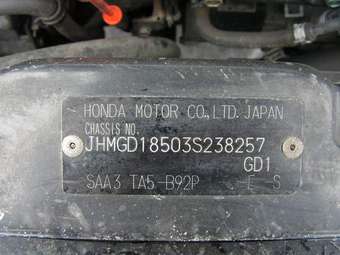 HONDA MOTOR CO.,LTD. JAPAN
CHASSIS NO.
JHMGD18503S238257
GD1
SAA3 TA5-B92P -E-S